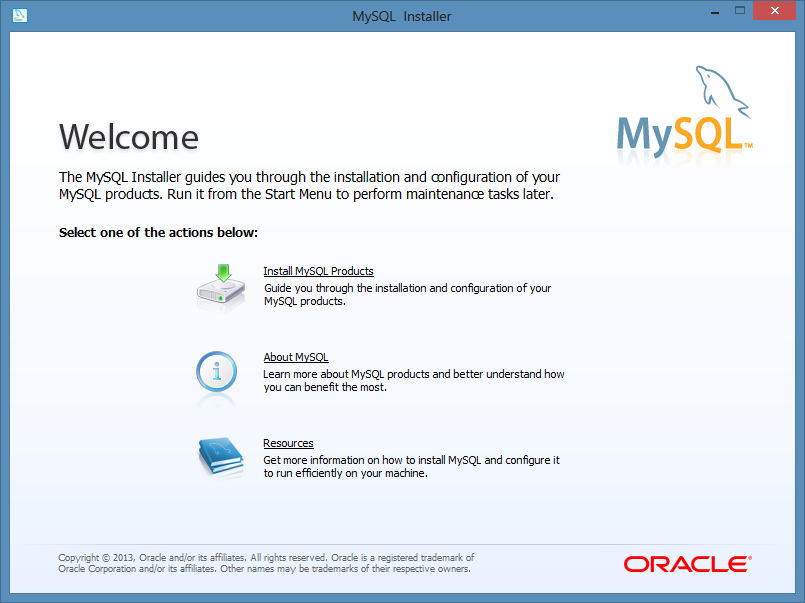 MySQL Installer
MySQL™
Welcome
The MySQL Installer guides you through the installation and configuration of your
MySQL products. Run it from the Start Menu to perform maintenance tasks later.
Select one of the actions below:
Install MySQL Products
Guide you through the installation and configuration of your
MySQL products.
About MySQL
Learn more about MySQL products and better understand how
you can benefit the most.
Resources
Get more information on how to install MySQL and configure it
to run efficiently on your machine.
Copyright © 2013, Oracle and/or its affiliates. All rights reserved. Oracle is a registered trademark of
Oracle Corporation and/or its affiliates. Other names may be trademarks of their respective owners.
ORACLE®